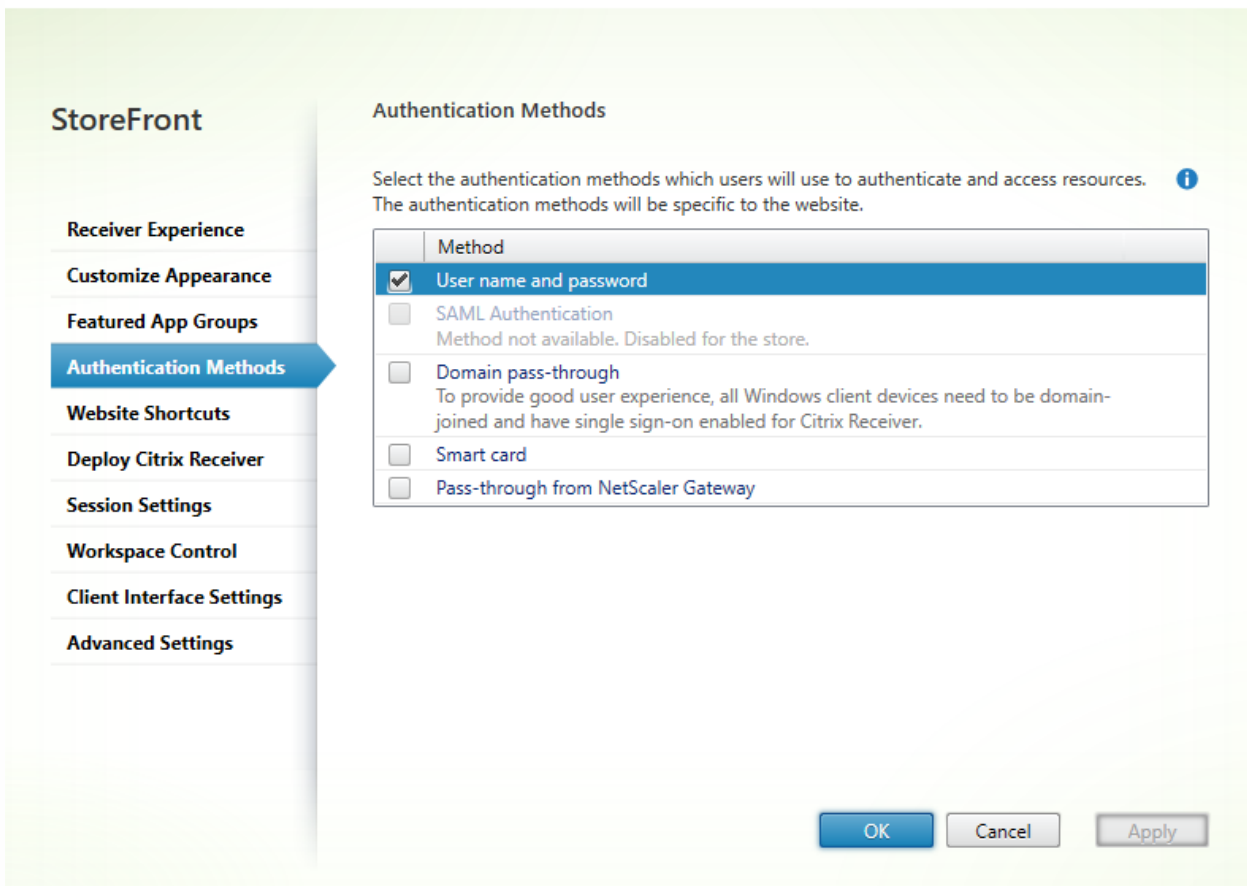 StoreFront
Receiver Experience
Customize Appearance
Featured App Groups
Authentication Methods
Website Shortcuts
Deploy Citrix Receiver
Session Settings
Workspace Control
Client Interface Settings
Advanced Settings
Authentication Methods
Select the authentication methods which users will use to authenticate and access resources.
The authentication methods will be specific to the website.
Method
User name and password
SAML Authentication
Method not available. Disabled for the store.
Domain pass-through
To provide good user experience, all Windows client devices need to be domain-
joined and have single sign-on enabled for Citrix Receiver.
Smart card
Pass-through from NetScaler Gateway
OK
Cancel
Apply